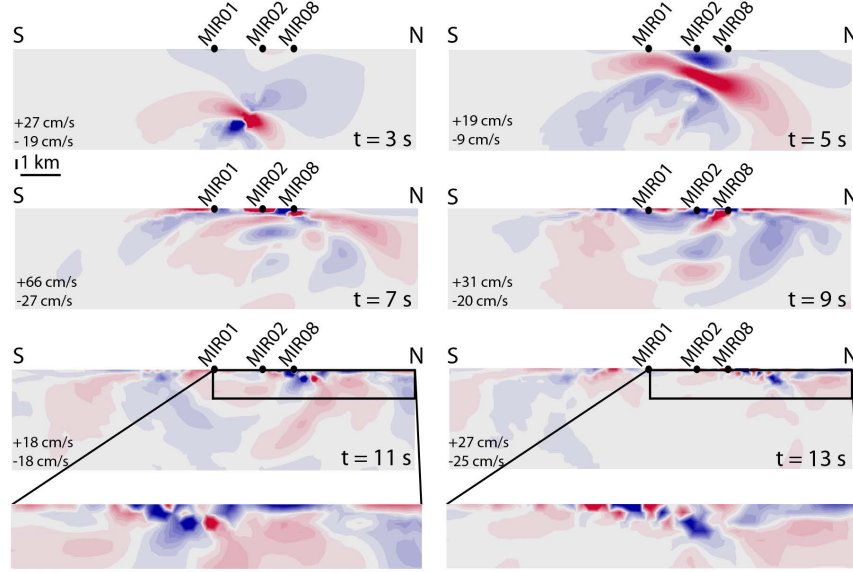 S MIR01 MIR02 MIR08 N
+27 cm/s
- 19 cm/s
t = 3 s
1 km
S MIR01 MIR02 MIR08 N
+19 cm/s
-9 cm/s
t = 5 s
MIR01 MIR02 MIR08
+66 cm/s
-27 cm/s
t = 7 s
MIR01 MIR02 MIR08
+31 cm/s
-20 cm/s
t = 9 s
S MIR01 MIR02 MIR08 N
+18 cm/s
-18 cm/s
t = 11 s
S MIR01 MIR02 MIR08 N
+27 cm/s
-25 cm/s
t = 13 s